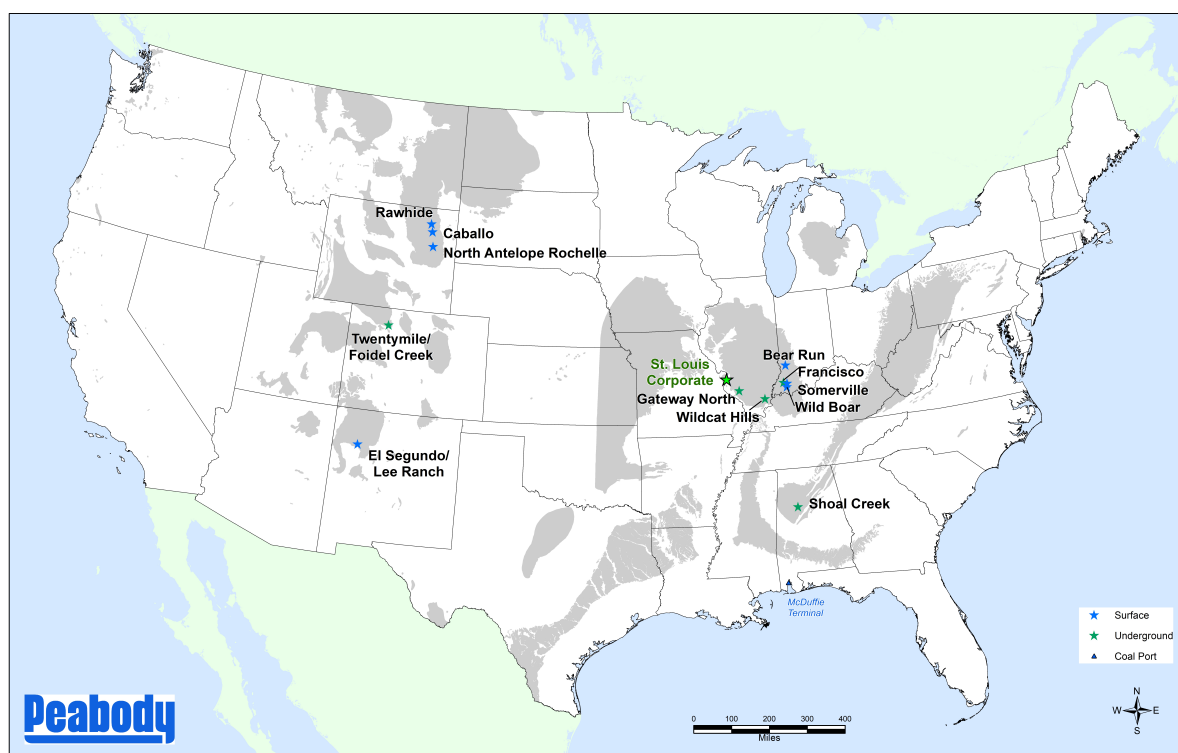 Rawhide
Caballo
North Antelope Rochelle
Twentymile/
Foidel Creek
Bear Run
St. Louis
Corporate
Francisco
Somerville
Gateway North
Wild Boar
Wildcat Hills
El Segundo/
Lee Ranch
Shoal Creek
McDuffie
Terminal
Surface
Underground
Coal Port
Peabody
0 100 200 300 400
Miles
N
W E
S